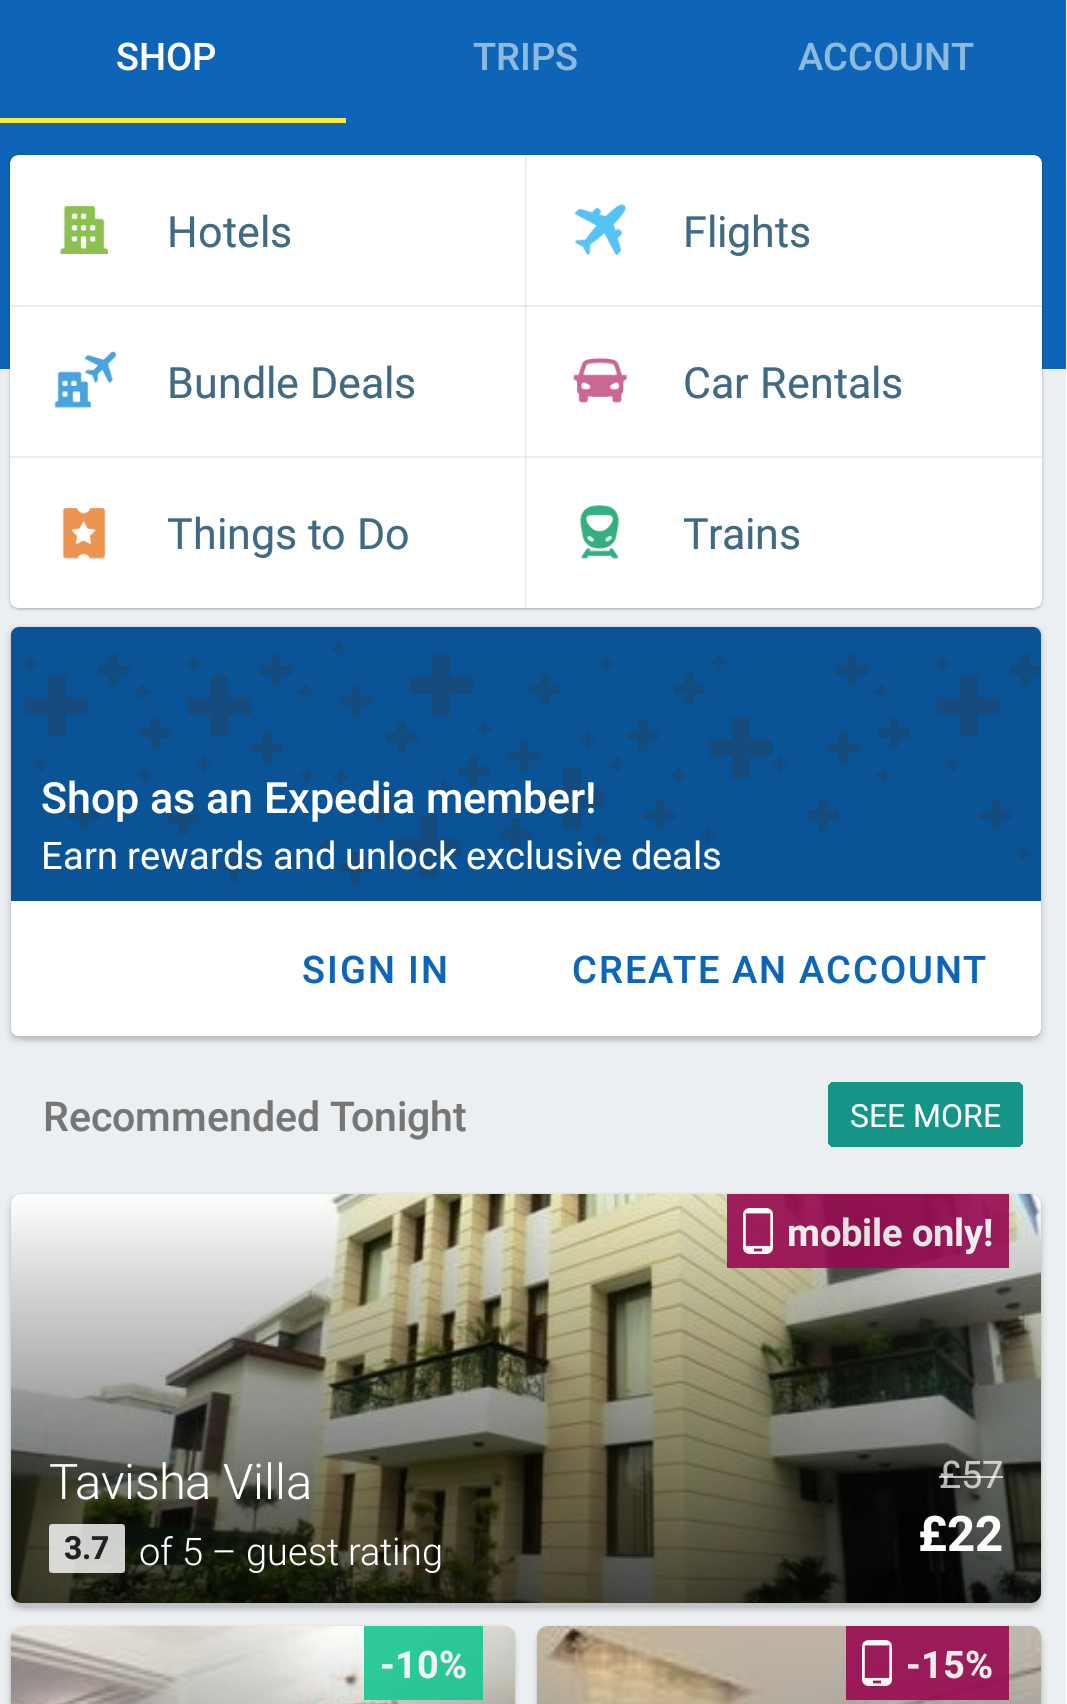 SHOP TRIPS ACCOUNT
Hotels Flights
Bundle Deals Car Rentals
Things to Do Trains
Shop as an Expedia member!
Earn rewards and unlock exclusive deals
SIGN IN CREATE AN ACCOUNT
Recommended Tonight SEE MORE
mobile only!
Tavisha Villa £57
3.7 of 5 – guest rating £22
-10% -15%